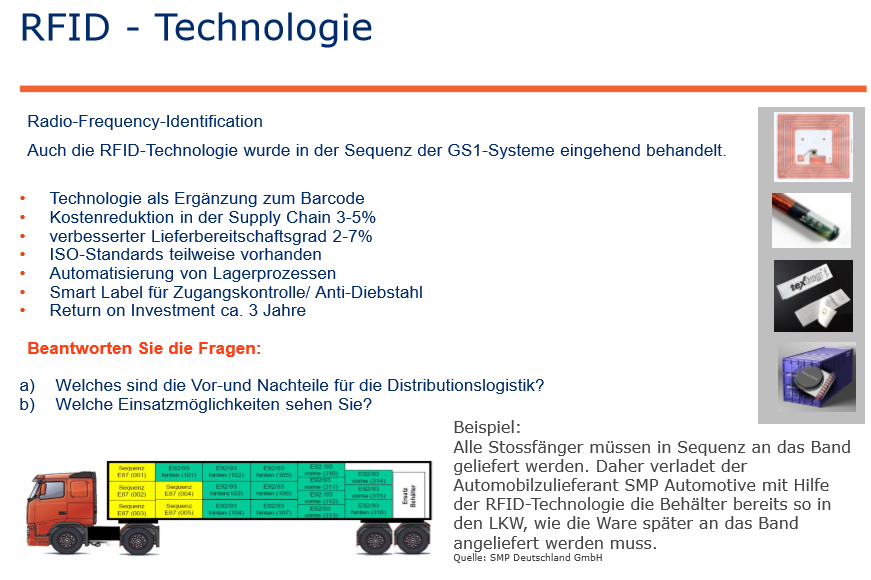 RFID - Technologie
Radio-Frequency-Identification
Auch die RFID-Technologie wurde in der Sequenz der GS1-Systeme eingehend behandelt.
• Technologie als Ergänzung zum Barcode
• Kostenreduktion in der Supply Chain 3-5%
• verbesserter Lieferbereitschaftsgrad 2-7%
• ISO-Standards teilweise vorhanden
• Automatisierung von Lagerprozessen
• Smart Label für Zugangskontrolle/ Anti-Diebstahl
• Return on Investment ca. 3 Jahre
Beantworten Sie die Fragen:
a) Welches sind die Vor-und Nachteile für die Distributionslogistik?
b) Welche Einsatzmöglichkeiten sehen Sie?
Beispiel:
Alle Stossfänger müssen in Sequenz an das Band
geliefert werden. Daher verladet der
Automobilzulieferant SMP Automotive mit Hilfe
der RFID-Technologie die Behälter bereits so in
den LKW, wie die Ware später an das Band
angeliefert werden muss.
Quelle: SMP Deutschland GmbH
Sequenz
E87 (001)
Sequenz
E87 (002)
Sequenz
E87 (003)
Sequenz
E87 (004)
Sequenz
E87 (005)
E92/93
hinten (101)
E92/93
hinten (102)
E92/93
hinten(103)
E92/93
hinten (104)
E92/93
hinten (105)
E92/93
hinten (106)
E92/93
hinten (107)
E92/93
vorne (310)
E92/93
E92/93
vorne (312)
E92/93
vorne (313)
E92/93
vorne (314)
E92/93
vorne (315)
E92/93
hinten (316)
Ersatz
Behälter